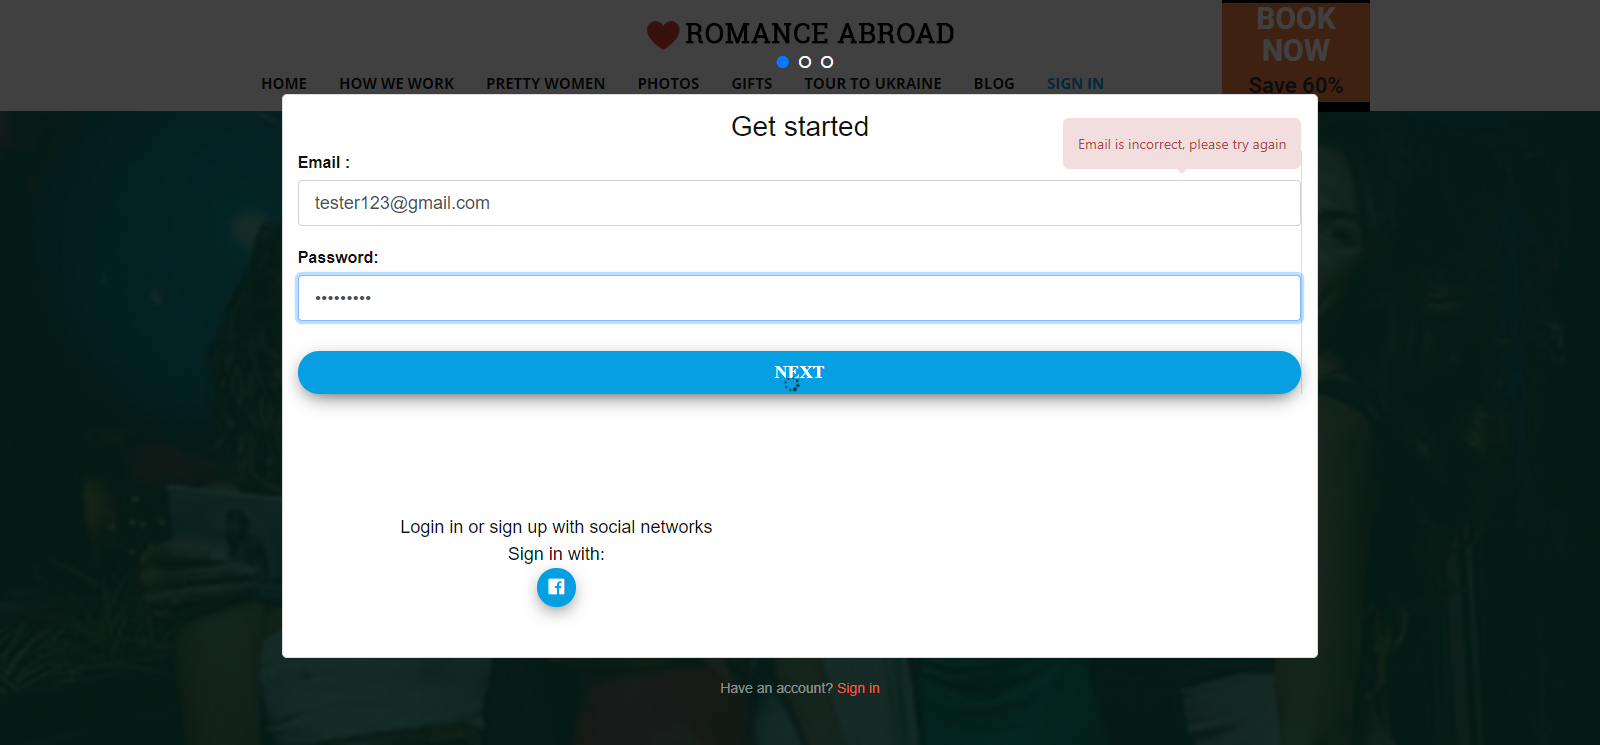 ROMANCE ABROAD
BOOK
NOW
Save 60%
HOME HOW WE WORK PRETTY WOMEN PHOTOS GIFTS TOUR TO UKRAINE BLOG SIGN IN
Get started
Email is incorrect, please try again
Email :
tester123@gmail.com
Password:
•••••••••
NEXT
Login in or sign up with social networks
Sign in with:
Have an account? Sign in